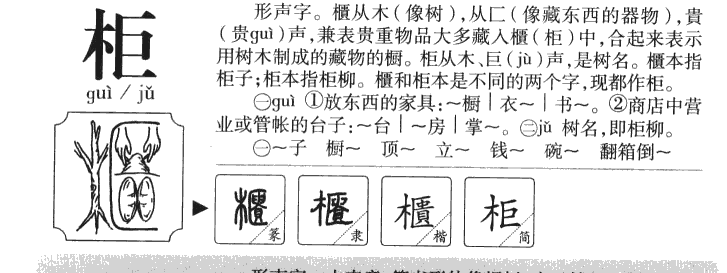 柜
guì / jǔ
形声字。櫃从木(像树),从匚(像藏东西的器物),貴
(贵guì)声,兼表贵重物品大多藏入櫃(柜)中,合起来表示
用树木制成的藏物的橱。柜从木、巨(jù)声,是树名。櫃本指
柜子;柜本指柜柳。櫃和柜本是不同的两个字,现都作柜。
㊀guì ①放东西的家具:~橱|衣~|书~。②商店中营
业或管帐的台子:~台|~房|掌~。㊁jǔ 树名,即柜柳。
㊀~子 橱~ 顶~ 立~ 钱~ 碗~ 翻箱倒~
櫃 篆 櫃 隶 櫃 楷 柜 简